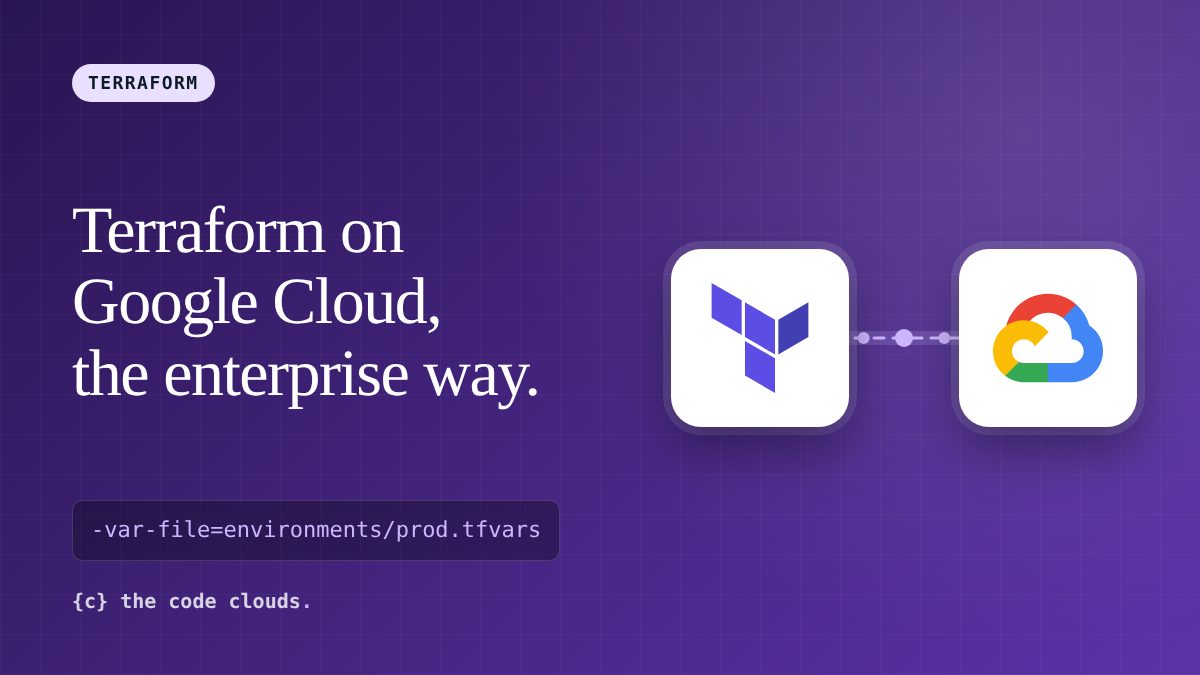 TERRAFORM
Terraform on
Google Cloud,
the enterprise way.
-var-file=environments/prod.tfvars
{c} the code clouds.